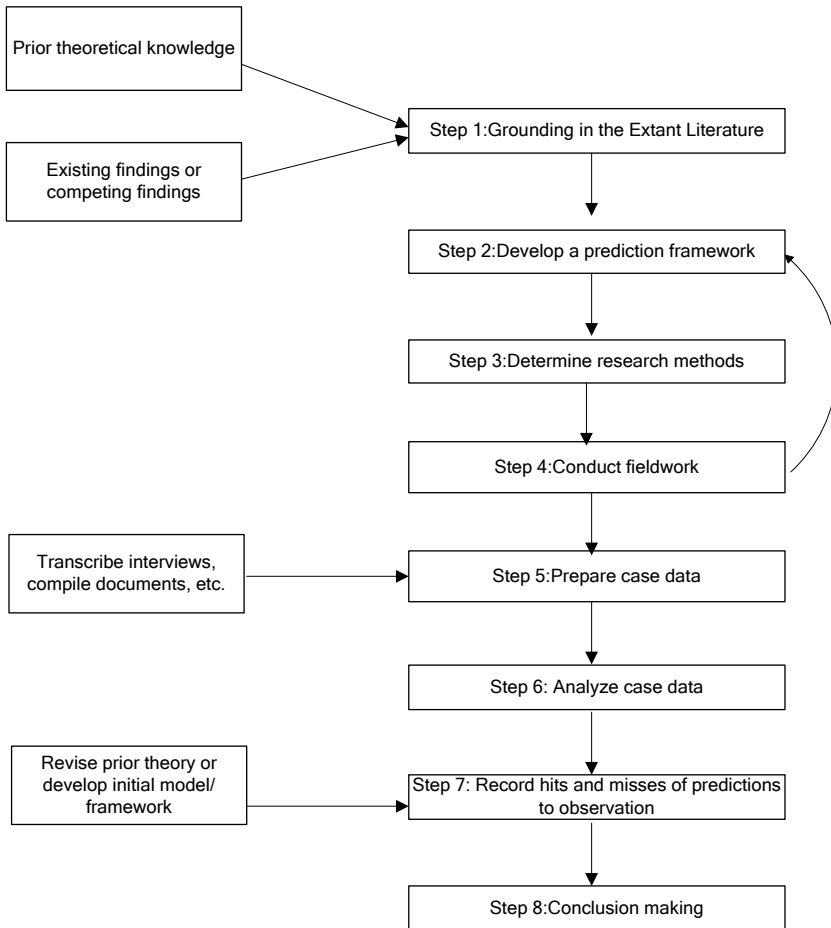 Prior theoretical knowledge
Step 1:Grounding in the Extant Literature
Existing findings or
competing findings
Step 2:Develop a prediction framework
Step 3:Determine research methods
Step 4:Conduct fieldwork
Transcribe interviews,
compile documents, etc.
Step 5:Prepare case data
Step 6: Analyze case data
Revise prior theory or
develop initial model/
framework
Step 7: Record hits and misses of predictions
to observation
Step 8:Conclusion making